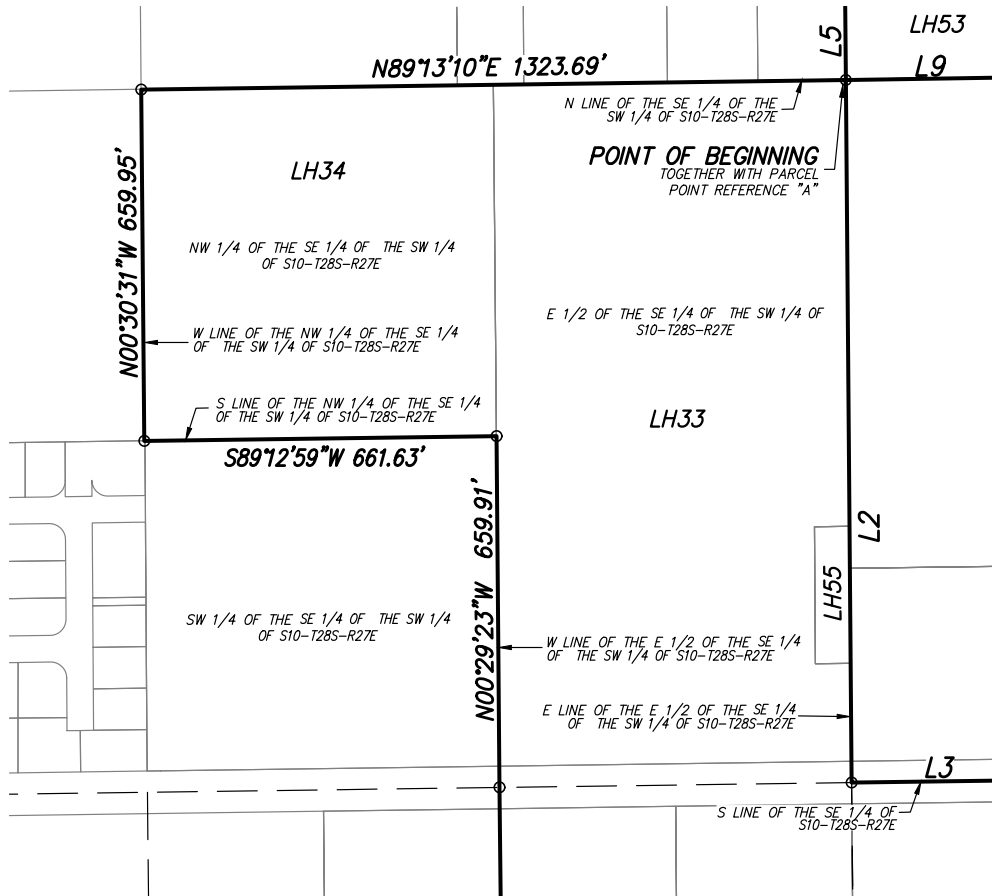 LH53
L5
N89°13'10"E 1323.69'
L9
N LINE OF THE SE 1/4 OF THE
SW 1/4 OF S10-T28S-R27E
POINT OF BEGINNING
TOGETHER WITH PARCEL
POINT REFERENCE "A"
LH34
N00°30'31"W 659.95'
NW 1/4 OF THE SE 1/4 OF THE SW 1/4
OF S10-T28S-R27E
E 1/2 OF THE SE 1/4 OF THE SW 1/4 OF
S10-T28S-R27E
W LINE OF THE NW 1/4 OF THE SE 1/4
OF THE SW 1/4 OF S10-T28S-R27E
S LINE OF THE NW 1/4 OF THE SE 1/4
OF THE SW 1/4 OF S10-T28S-R27E
LH33
S89°12'59"W 661.63'
N00°29'23"W 659.91'
L2
LH55
SW 1/4 OF THE SE 1/4 OF THE SW 1/4
OF S10-T28S-R27E
W LINE OF THE E 1/2 OF THE SE 1/4
OF THE SW 1/4 OF S10-T28S-R27E
E LINE OF THE E 1/2 OF THE SE 1/4
OF THE SW 1/4 OF S10-T28S-R27E
L3
S LINE OF THE SE 1/4 OF
S10-T28S-R27E